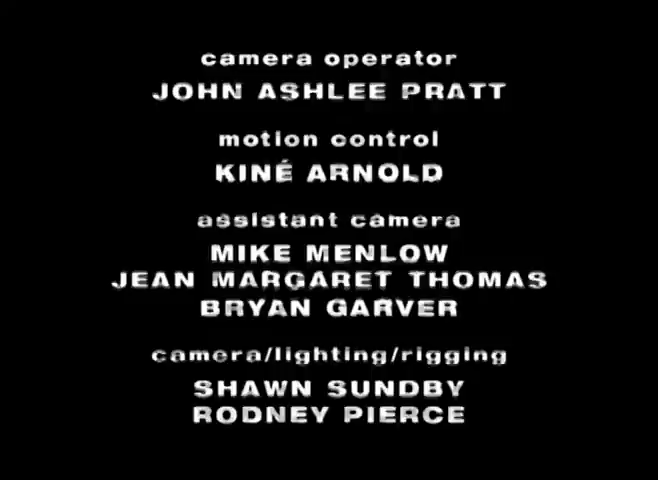 camera operator
JOHN ASHLEE PRATT
motion control
KINÉ ARNOLD
assistant camera
MIKE MENLOW
JEAN MARGARET THOMAS
BRYAN GARVER
camera/lighting/rigging
SHAWN SUNDBY
RODNEY PIERCE